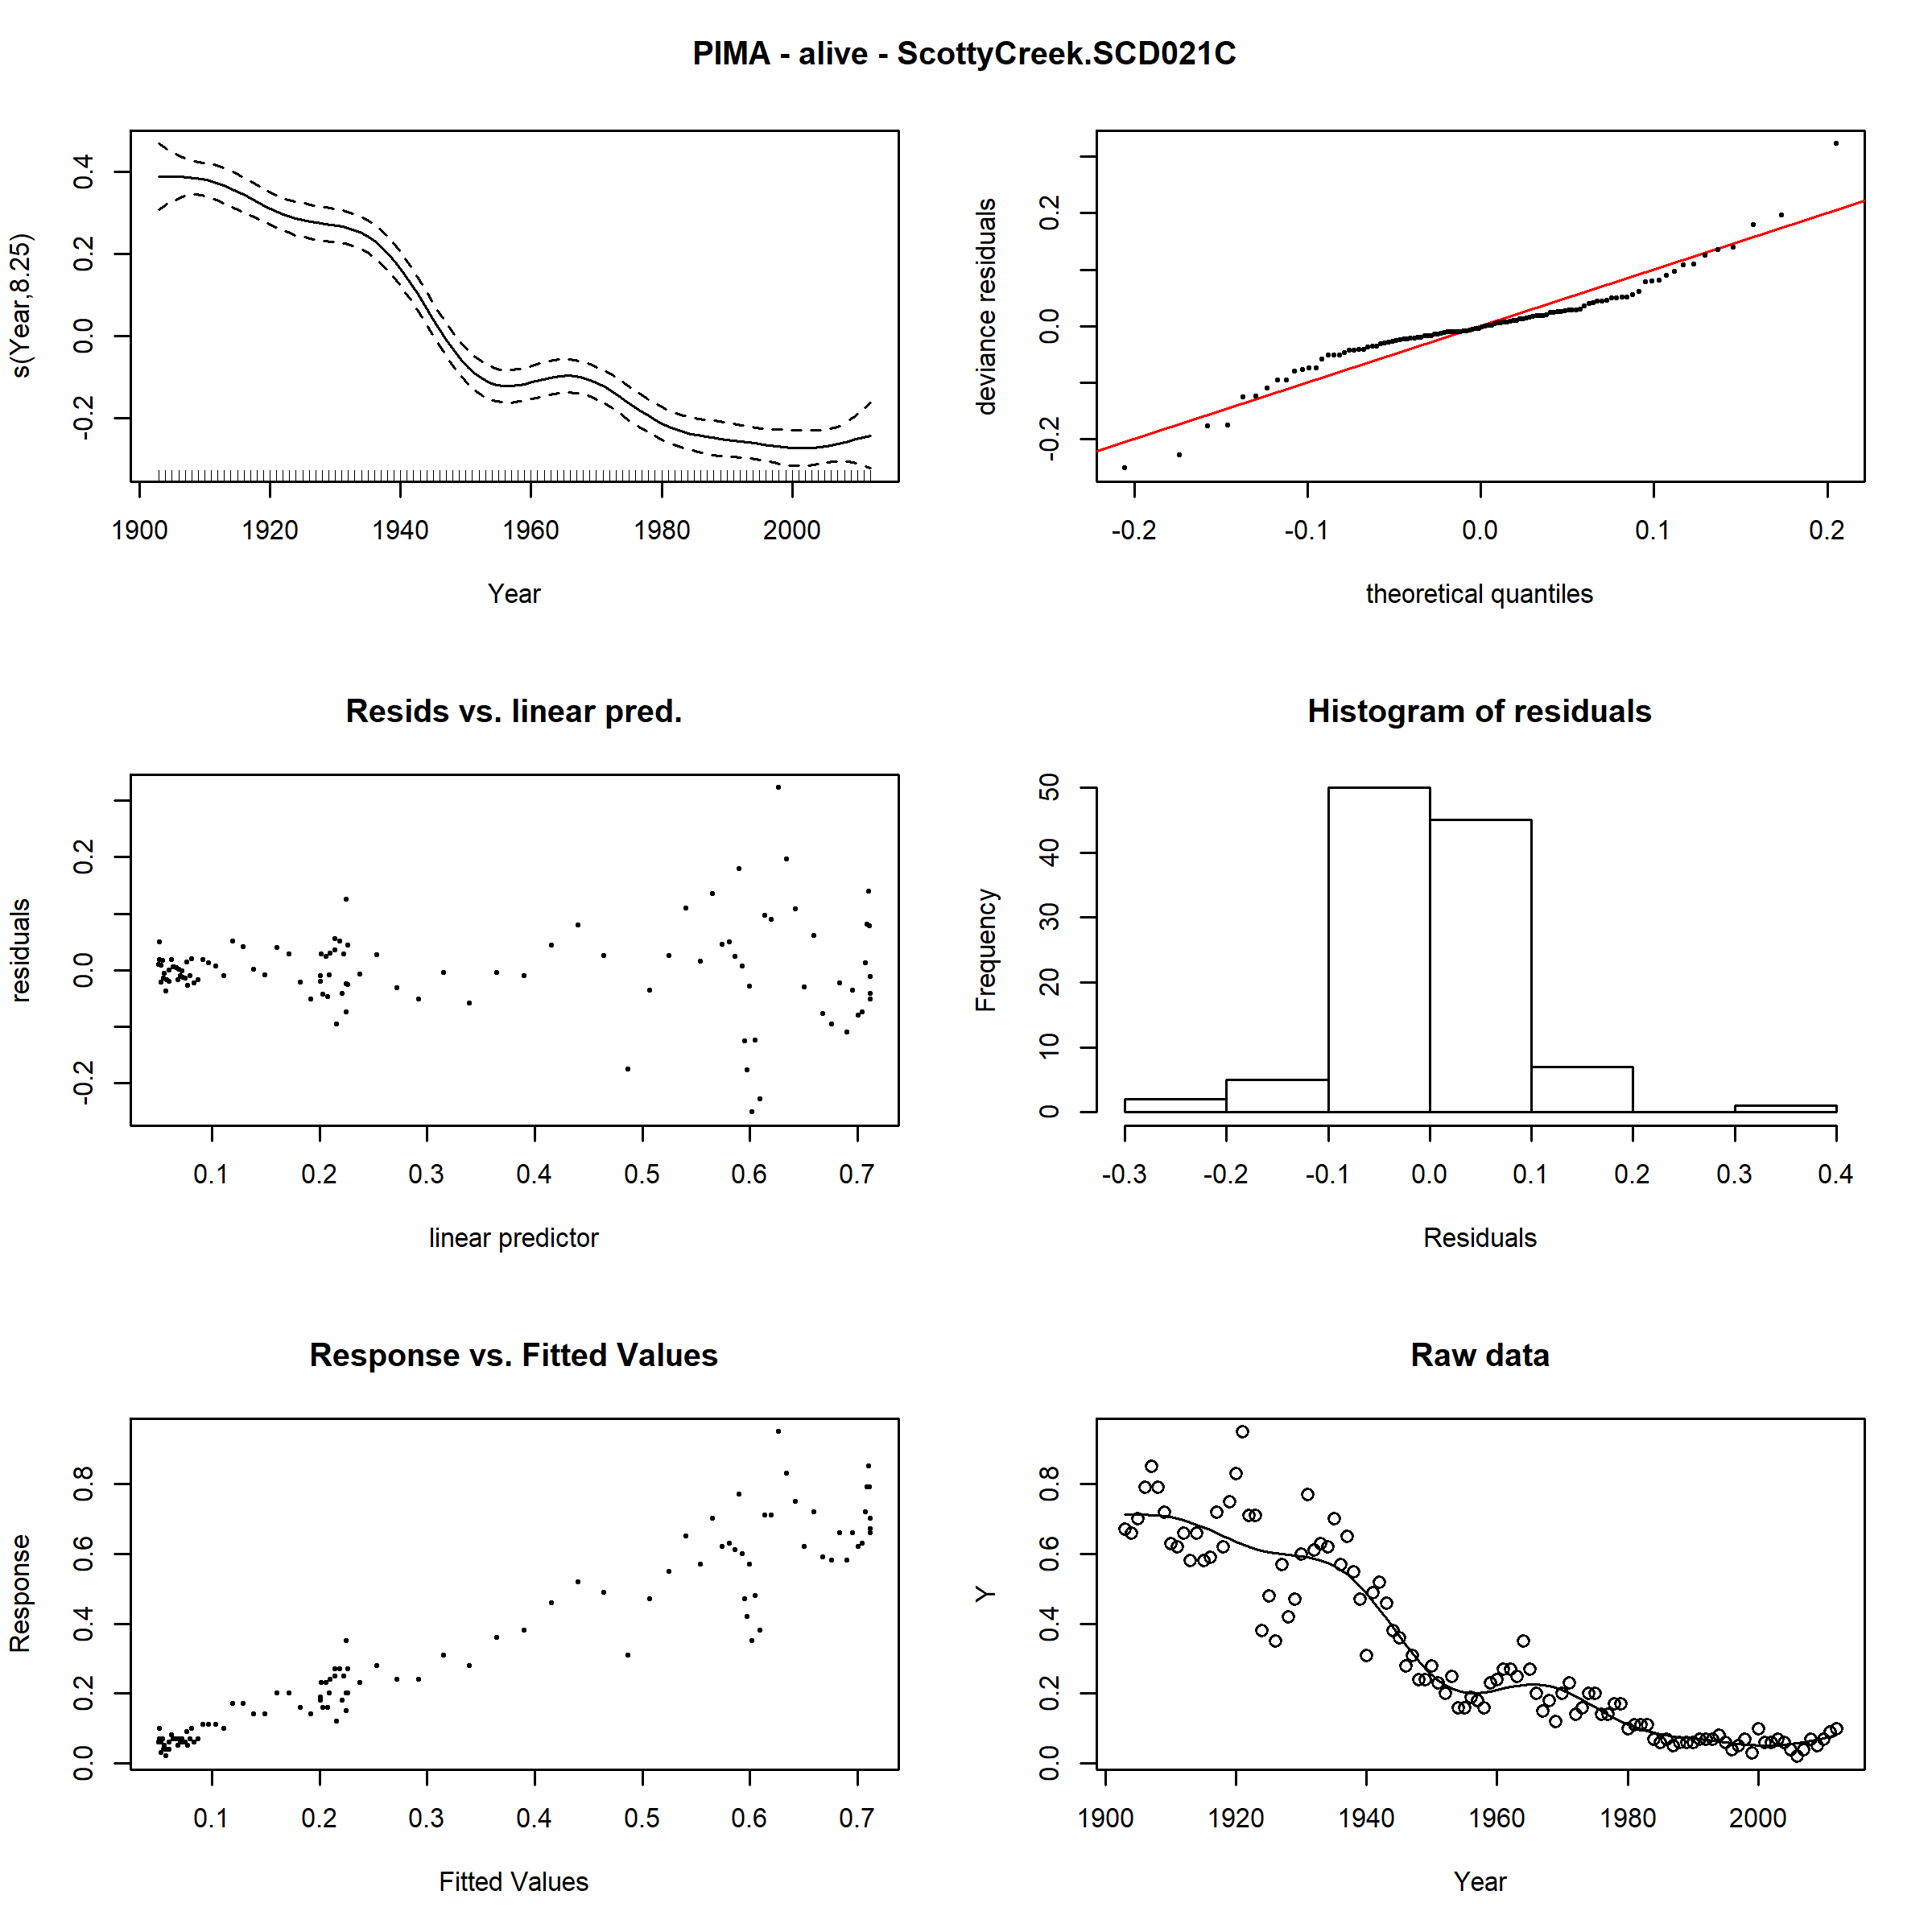 PIMA - alive - ScottyCreek.SCD021C
s(Year,8.25)
0.4
0.2
0.0
-0.2
1900 1920 1940 1960 1980 2000
Year
deviance residuals
0.2
0.0
-0.2
-0.2 -0.1 0.0 0.1 0.2
theoretical quantiles
Resids vs. linear pred.
residuals
0.2
0.0
-0.2
0.1 0.2 0.3 0.4 0.5 0.6 0.7
linear predictor
Histogram of residuals
Frequency
50
40
30
20
10
0
-0.3 -0.2 -0.1 0.0 0.1 0.2 0.3 0.4
Residuals
Response vs. Fitted Values
Response
0.8
0.6
0.4
0.2
0.0
0.1 0.2 0.3 0.4 0.5 0.6 0.7
Fitted Values
Raw data
Y
0.8
0.6
0.4
0.2
0.0
1900 1920 1940 1960 1980 2000
Year